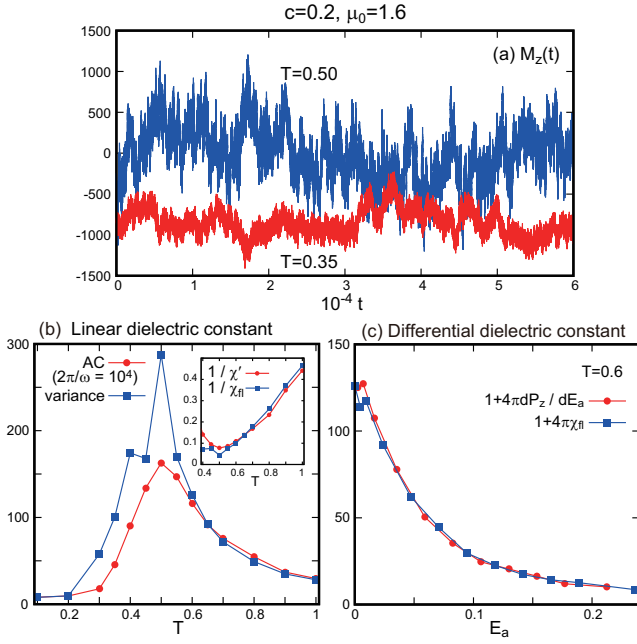 c=0.2, μ₀=1.6
(a) M_z(t)
T=0.50
T=0.35
1500
1000
500
0
-500
-1000
-1500
0 1 2 3 4 5 6
10⁻⁴ t
(b) Linear dielectric constant
AC
(2π/ω = 10⁴)
variance
300
250
200
150
100
50
0
0.2 0.4 0.6 0.8 1
T
1 / χ′
1 / χ_fl
0.4
0.3
0.2
0.1
0
0.4 0.6 0.8 1
T
(c) Differential dielectric constant
T=0.6
1+4πdP_z / dE_a
1+4πχ_fl
150
100
50
0
0 0.1 0.2
E_a